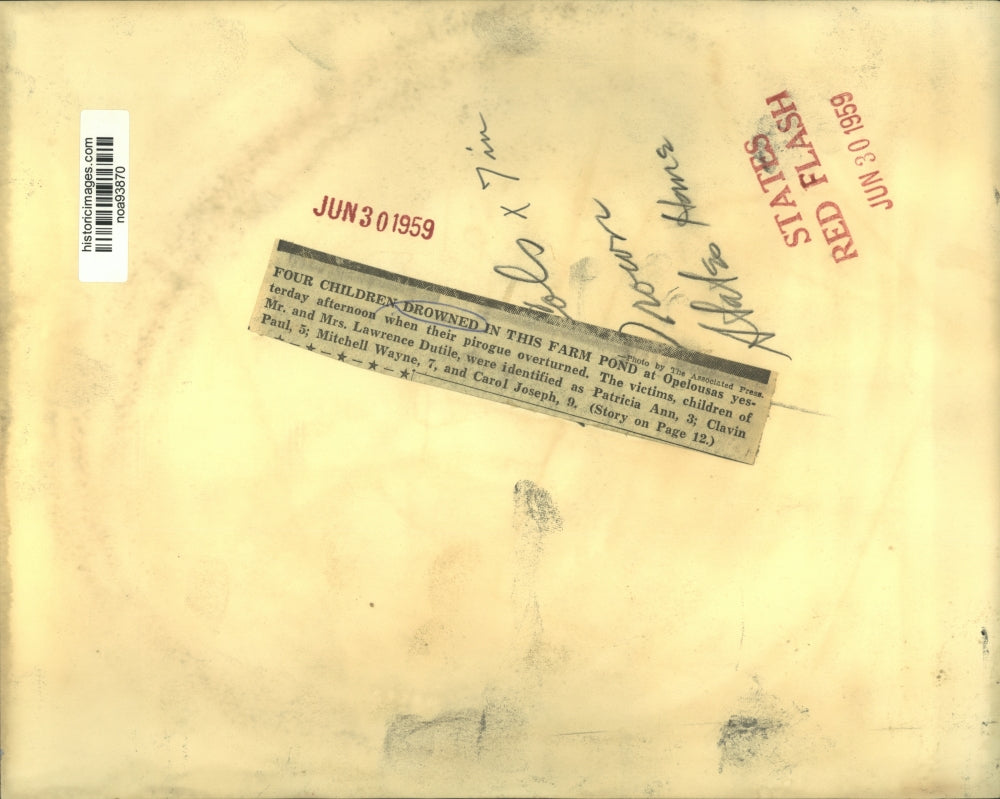 historicimages.com
noa93870
JUN 30 1959
STATES
RED FLASH
JUN 30 1959
x 7 in
States
—Photo by The Associated Press.
FOUR CHILDREN DROWNED IN THIS FARM POND at Opelousas yes-
terday afternoon when their pirogue overturned. The victims, children of
Mr. and Mrs. Lawrence Dutile, were identified as Patricia Ann, 3; Clavin
Paul, 5; Mitchell Wayne, 7, and Carol Joseph, 9. (Story on Page 12.)